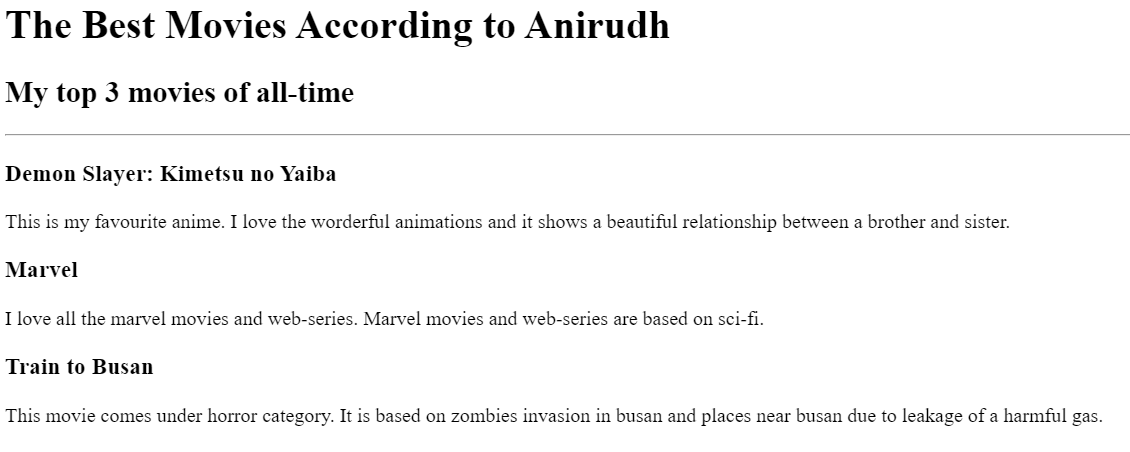 The Best Movies According to Anirudh
My top 3 movies of all-time
Demon Slayer: Kimetsu no Yaiba
This is my favourite anime. I love the worderful animations and it shows a beautiful relationship between a brother and sister.
Marvel
I love all the marvel movies and web-series. Marvel movies and web-series are based on sci-fi.
Train to Busan
This movie comes under horror category. It is based on zombies invasion in busan and places near busan due to leakage of a harmful gas.